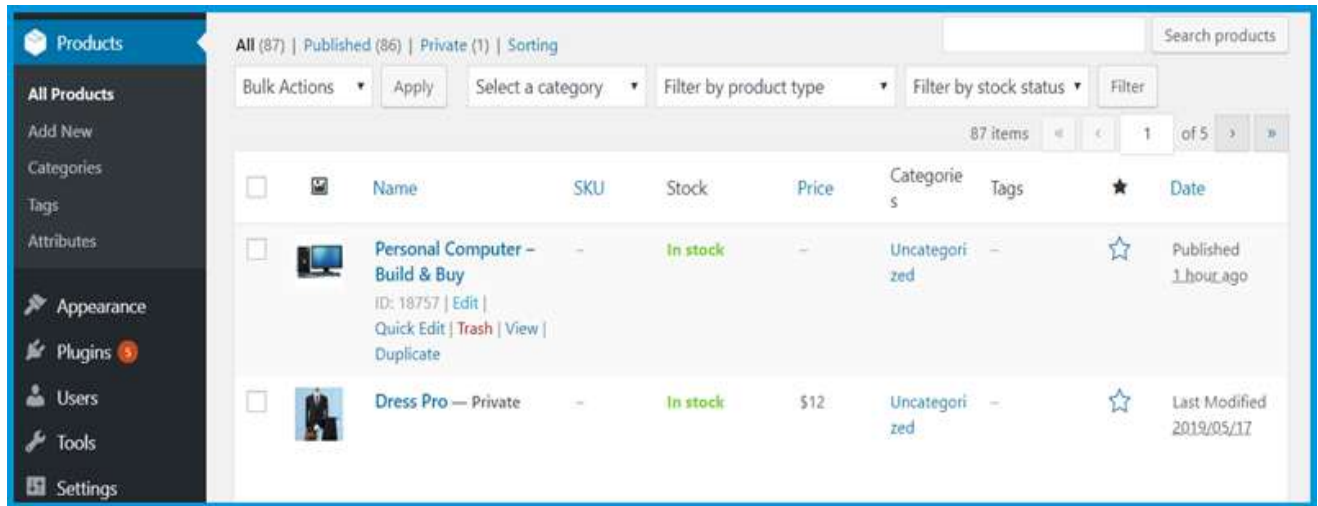 Products
All Products
Add New
Categories
Tags
Attributes
Appearance
Plugins 5
Users
Tools
Settings
All (87) | Published (86) | Private (1) | Sorting
Search products
Bulk Actions Apply Select a category Filter by product type Filter by stock status Filter
87 items « ‹ 1 of 5 › »
Name SKU Stock Price Categorie Tags Date
s
Personal Computer – – In stock – Uncategori – Published
Build & Buy zed 1 hour ago
ID: 18757 | Edit |
Quick Edit | Trash | View |
Duplicate
Dress Pro — Private – In stock $12 Uncategori – Last Modified
zed 2019/05/17